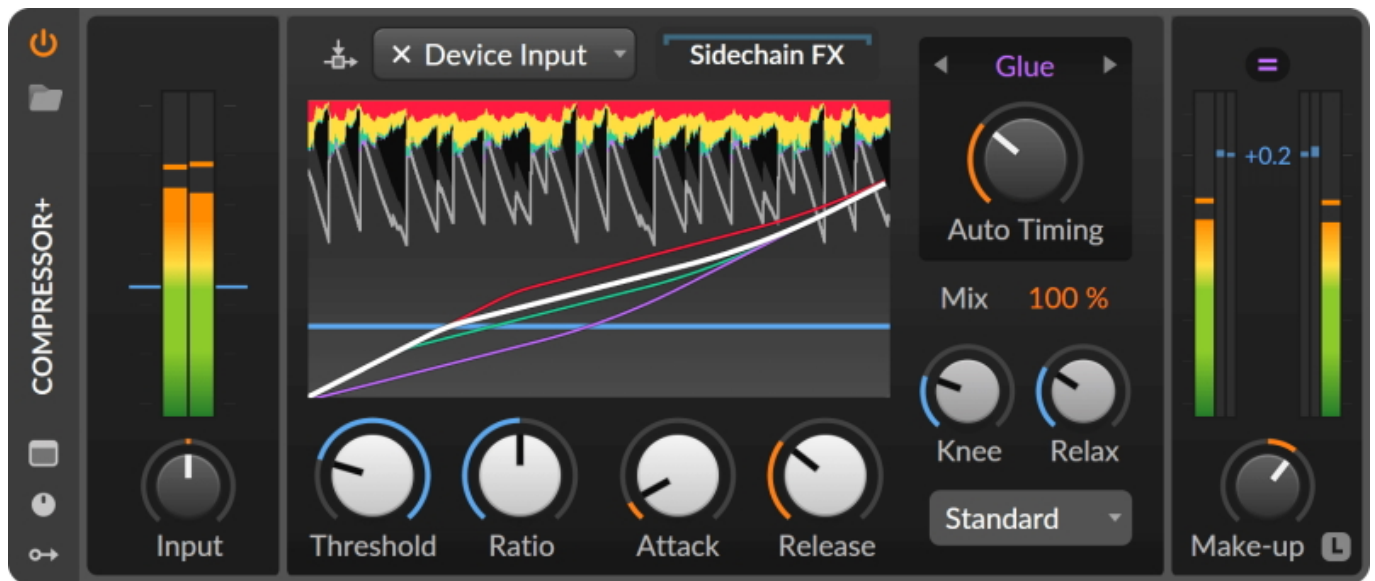 COMPRESSOR+
Input
× Device Input
Sidechain FX
Threshold
Ratio
Attack
Release
Glue
Auto Timing
Mix 100 %
Knee
Relax
Standard
=
+0.2
Make-up
L